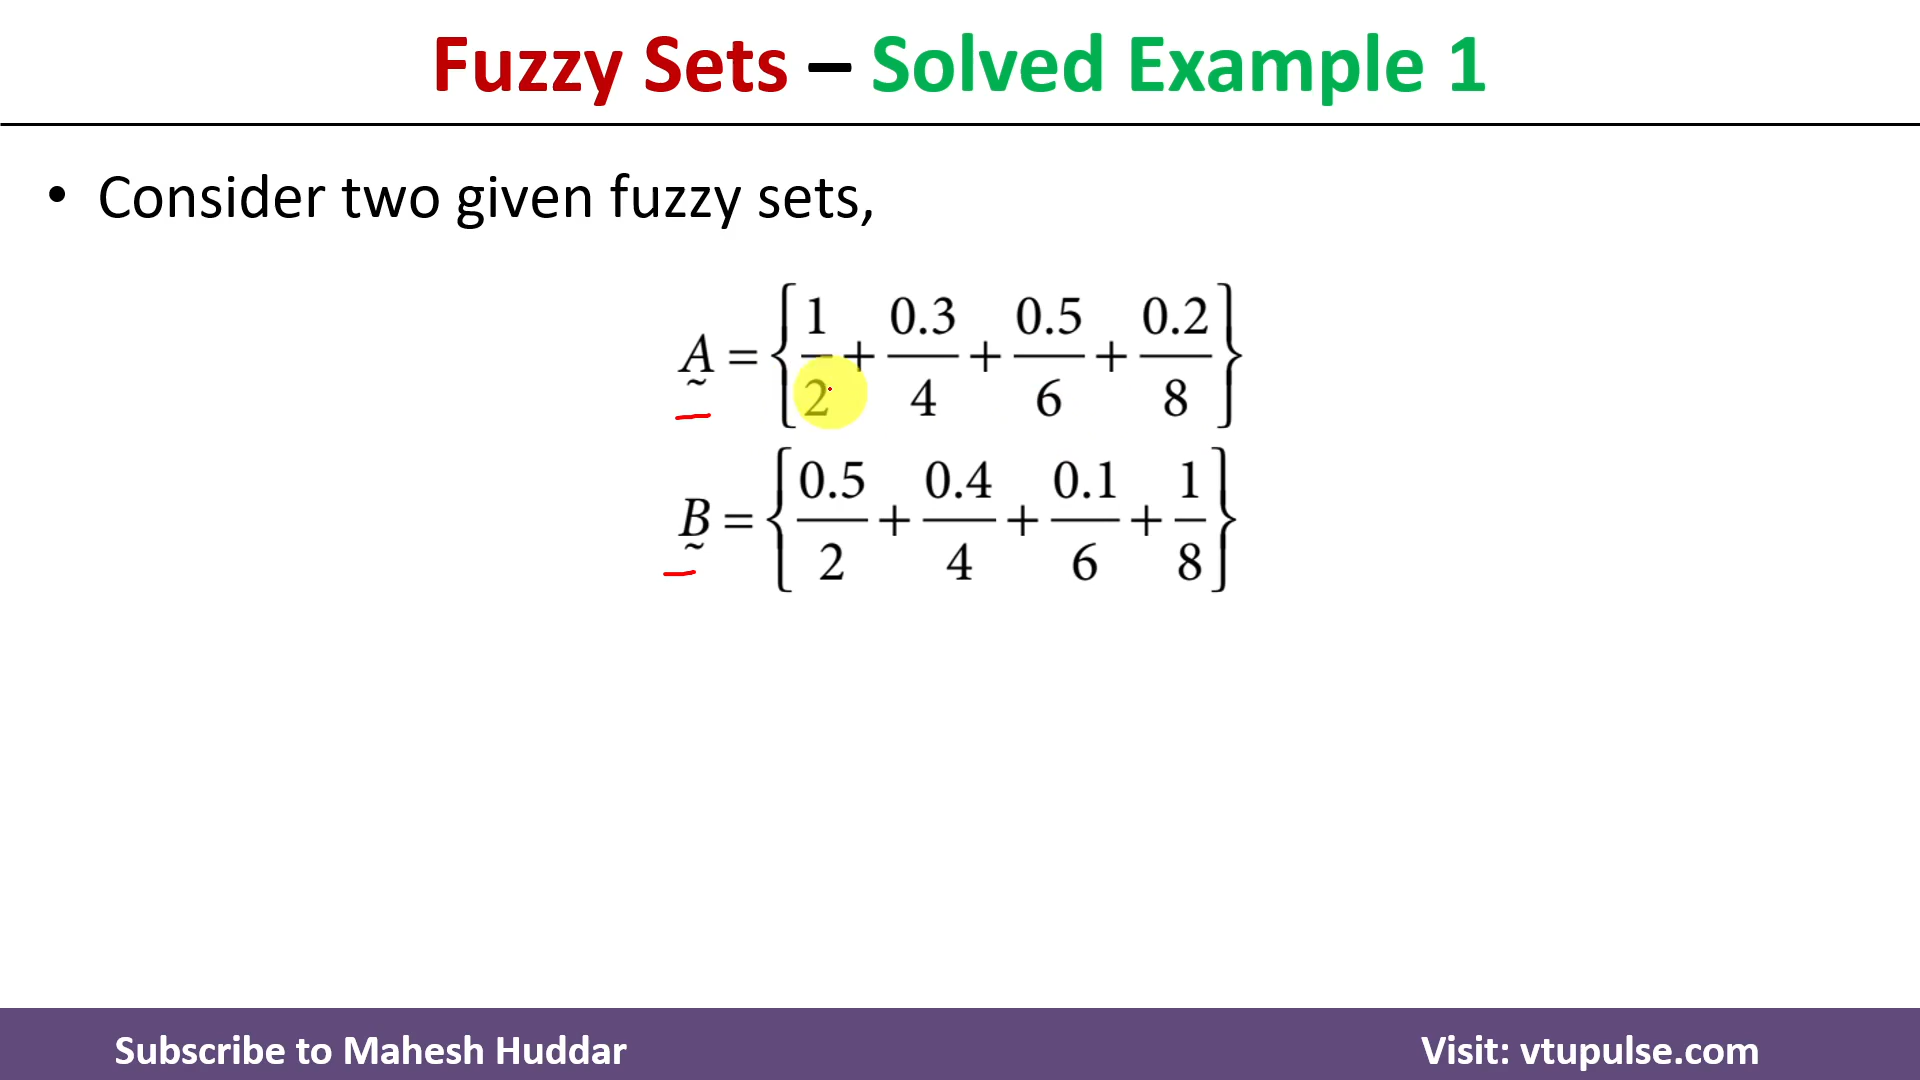 Fuzzy Sets – Solved Example 1
• Consider two given fuzzy sets,
A̰ = {1/2 + 0.3/4 + 0.5/6 + 0.2/8}
B̰ = {0.5/2 + 0.4/4 + 0.1/6 + 1/8}
Subscribe to Mahesh Huddar
Visit: vtupulse.com